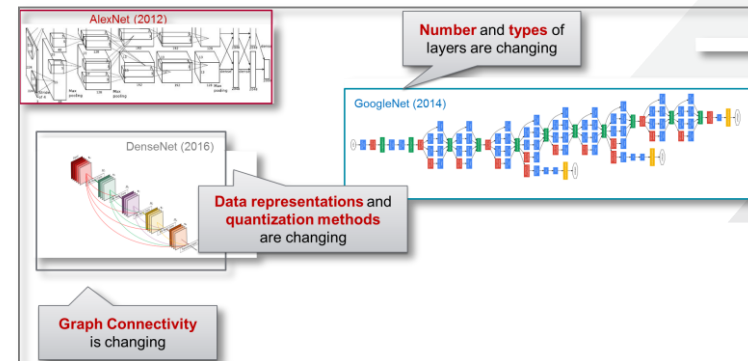 AlexNet (2012)
Number and types of
layers are changing
GoogleNet (2014)
DenseNet (2016)
Data representations and
quantization methods
are changing
Graph Connectivity
is changing